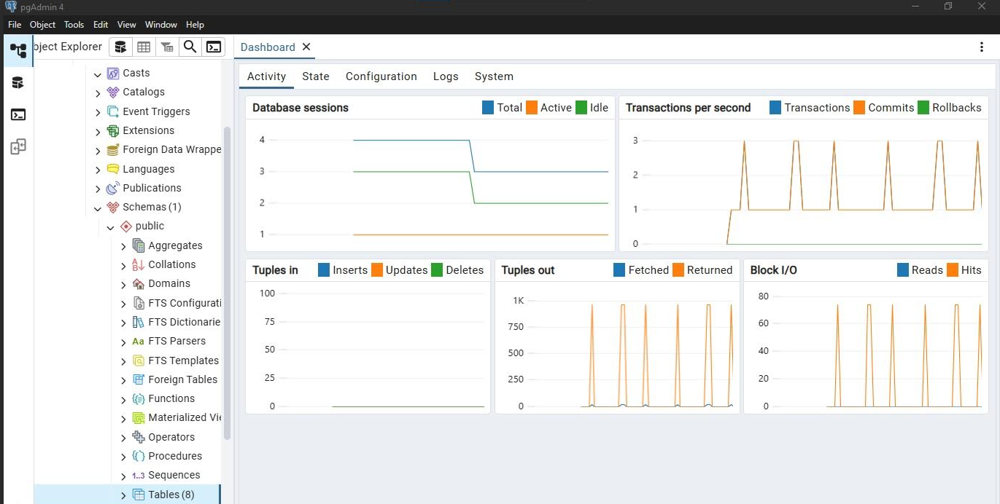 pgAdmin 4
File Object Tools Edit View Window Help
bject Explorer
Dashboard
Casts
Catalogs
Event Triggers
Extensions
Foreign Data Wrappe
Languages
Publications
Schemas (1)
public
Aggregates
Collations
Domains
FTS Configurati
FTS Dictionarie
Aa FTS Parsers
FTS Templates
Foreign Tables
Functions
Materialized Vie
Operators
Procedures
1..3 Sequences
Tables (8)
Activity State Configuration Logs System
Database sessions Total Active Idle
4
3
2
1
Transactions per second Transactions Commits Rollbacks
3
2
1
0
Tuples in Inserts Updates Deletes
100
75
50
25
0
Tuples out Fetched Returned
1K
750
500
250
0
Block I/O Reads Hits
80
60
40
20
0